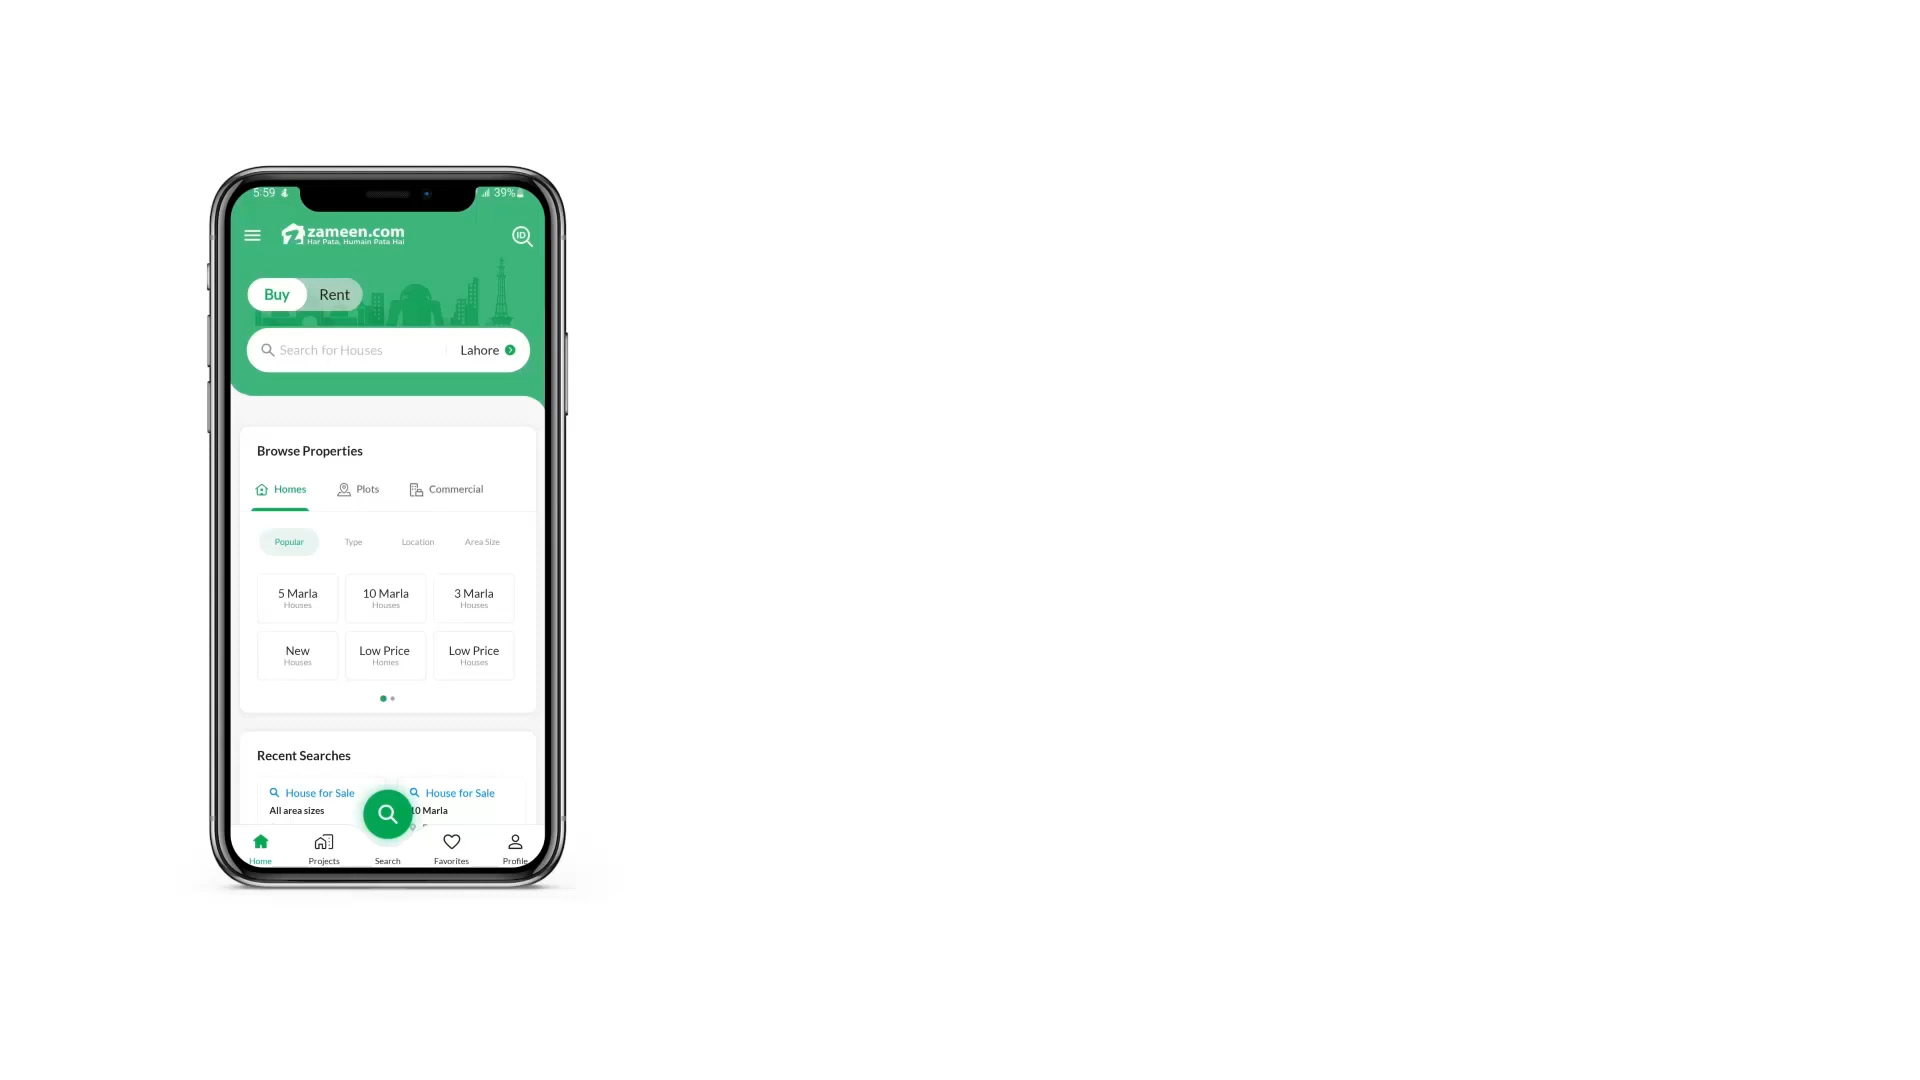 5:59 39%
zameen.com
Har Pata, Humain Pata Hai
ID
Buy Rent
Search for Houses Lahore
Browse Properties
Homes Plots Commercial
Popular Type Location Area Size
5 Marla 10 Marla 3 Marla
Houses Houses Houses
New Low Price Low Price
Houses Homes Houses
Recent Searches
House for Sale House for Sale
All area sizes 10 Marla
Home Projects Search Favorites Profile